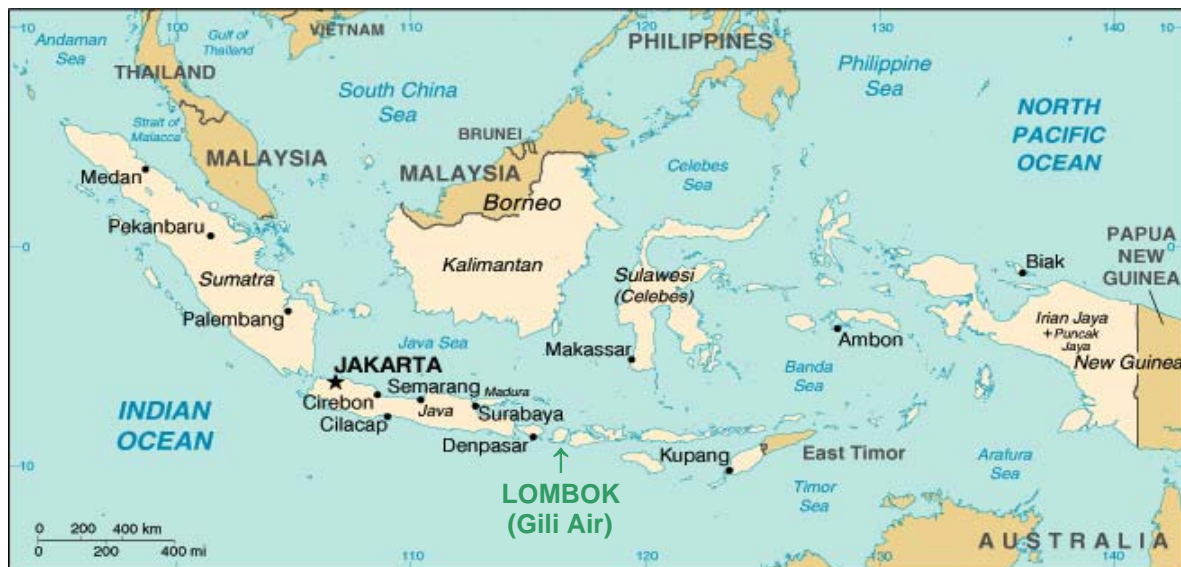 10
100
120
130
10
Andaman
Sea
Gulf of
Thailand
VIETNAM
PHILIPPINES
Philippine
Sea
THAILAND
South China
Sea
NORTH
PACIFIC
OCEAN
Strait of
Malacca
BRUNEI
MALAYSIA
MALAYSIA
Celebes
Sea
Medan
Borneo
Pekanbaru
0
0
PAPUA
NEW
GUINEA
Biak
Sumatra
Kalimantan
Sulawesi
(Celebes)
Palembang
Irian Jaya
+Puncak
Jaya
New Guinea
Java Sea
Makassar
Ambon
JAKARTA
Banda
Sea
Semarang
Madura
Cirebon
Java
Surabaya
INDIAN
OCEAN
Cilacap
Denpasar
Kupang
East Timor
Arafura
Sea
10
LOMBOK
(Gili Air)
Timor
Sea
0 200 400 km
0 200 400 mi
110
120
130
140
AUSTRALIA